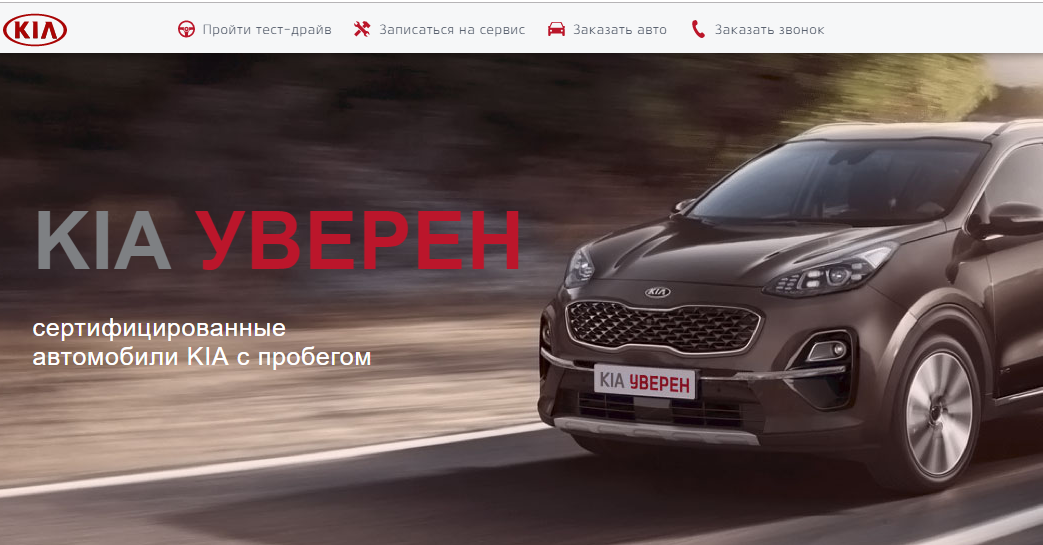 KIA
Пройти тест-драйв
Записаться на сервис
Заказать авто
Заказать звонок
KIA УВЕРЕН
сертифицированные
автомобили KIA с пробегом
KIA
KIA УВЕРЕН